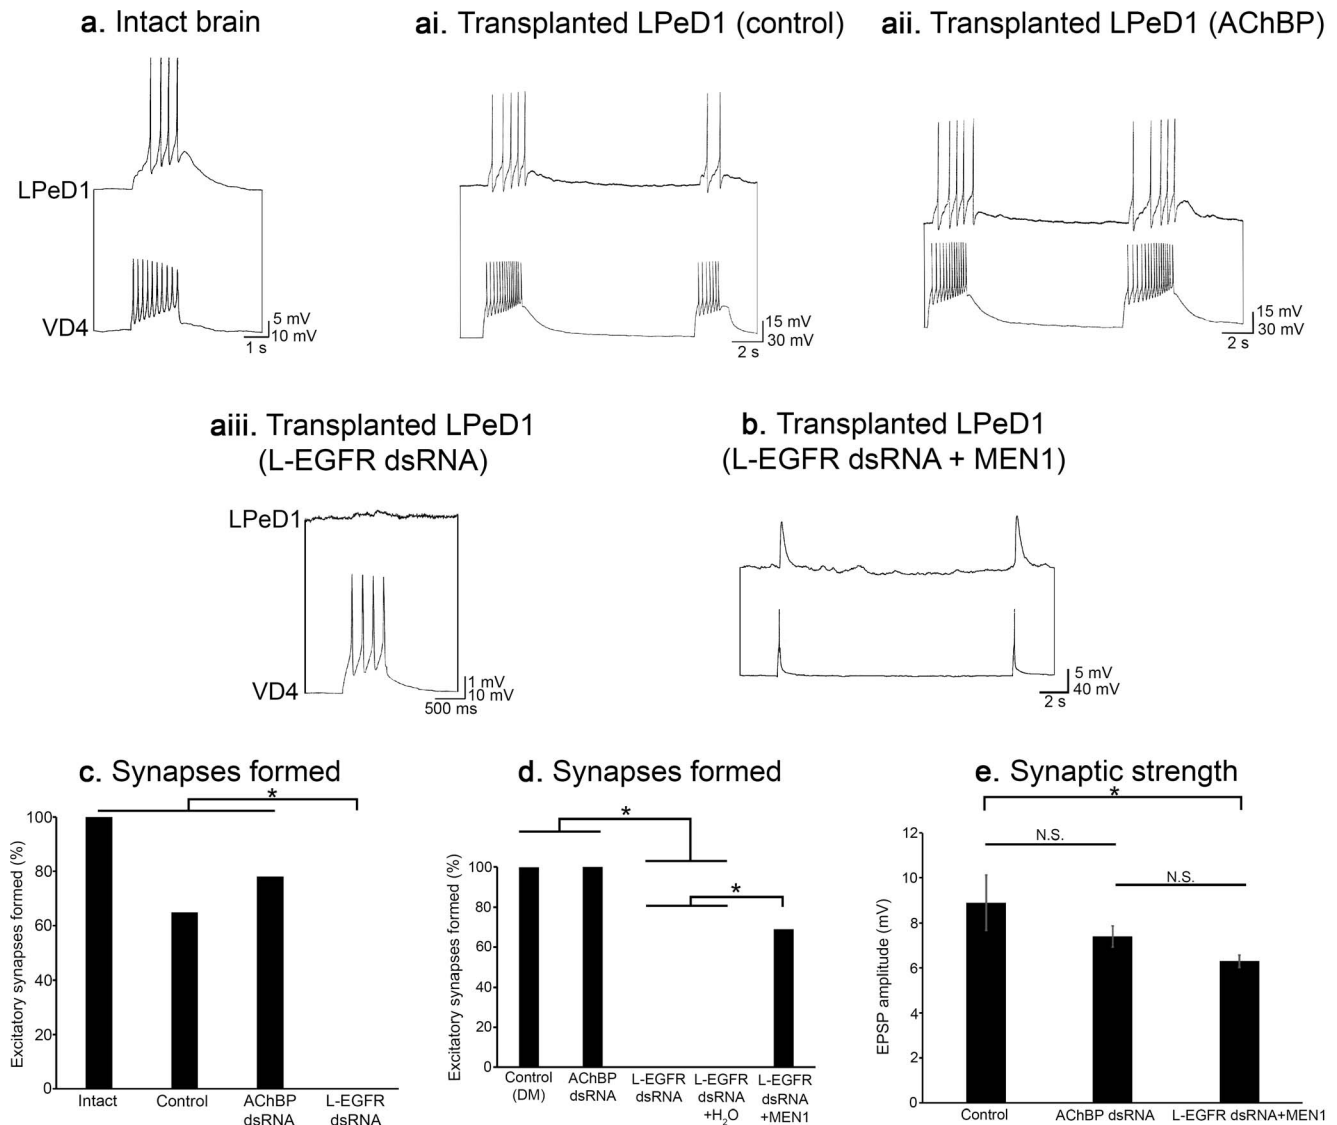 a. Intact brain
ai. Transplanted LPeD1 (control)
aii. Transplanted LPeD1 (AChBP)
LPeD1
VD4
5 mV
10 mV
1 s
15 mV
30 mV
2 s
15 mV
30 mV
2 s
aiii. Transplanted LPeD1
(L-EGFR dsRNA)
b. Transplanted LPeD1
(L-EGFR dsRNA + MEN1)
LPeD1
VD4
1 mV
10 mV
500 ms
5 mV
40 mV
2 s
c. Synapses formed
*
Excitatory synapses formed (%)
100
80
60
40
20
0
Intact
Control
AChBP
dsRNA
L-EGFR
dsRNA
d. Synapses formed
*
*
Excitatory synapses formed (%)
100
80
60
40
20
0
Control
(DM)
AChBP
dsRNA
L-EGFR
dsRNA
L-EGFR
dsRNA
+H₂O
L-EGFR
dsRNA
+MEN1
e. Synaptic strength
*
N.S.
N.S.
EPSP amplitude (mV)
12
10
8
6
4
2
0
Control
AChBP dsRNA
L-EGFR dsRNA+MEN1